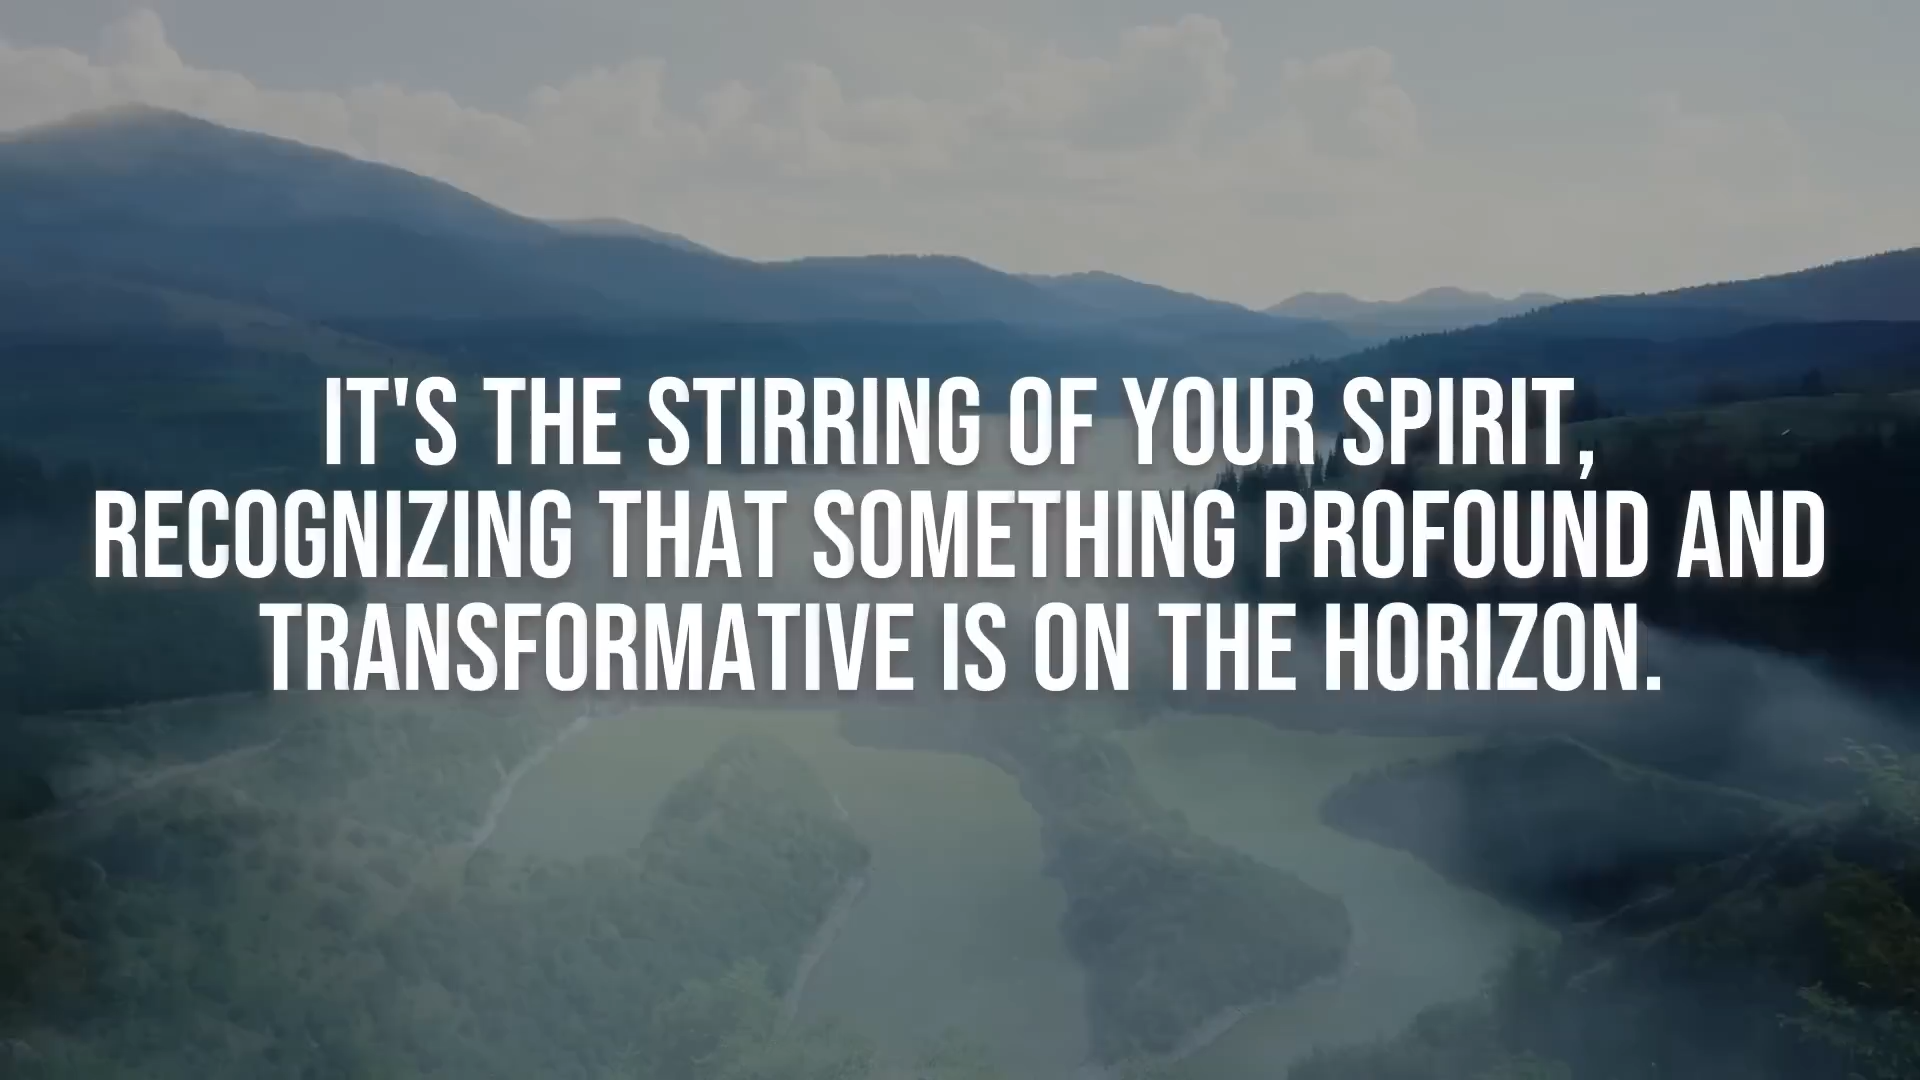 IT'S THE STIRRING OF YOUR SPIRIT,
RECOGNIZING THAT SOMETHING PROFOUND AND
TRANSFORMATIVE IS ON THE HORIZON.